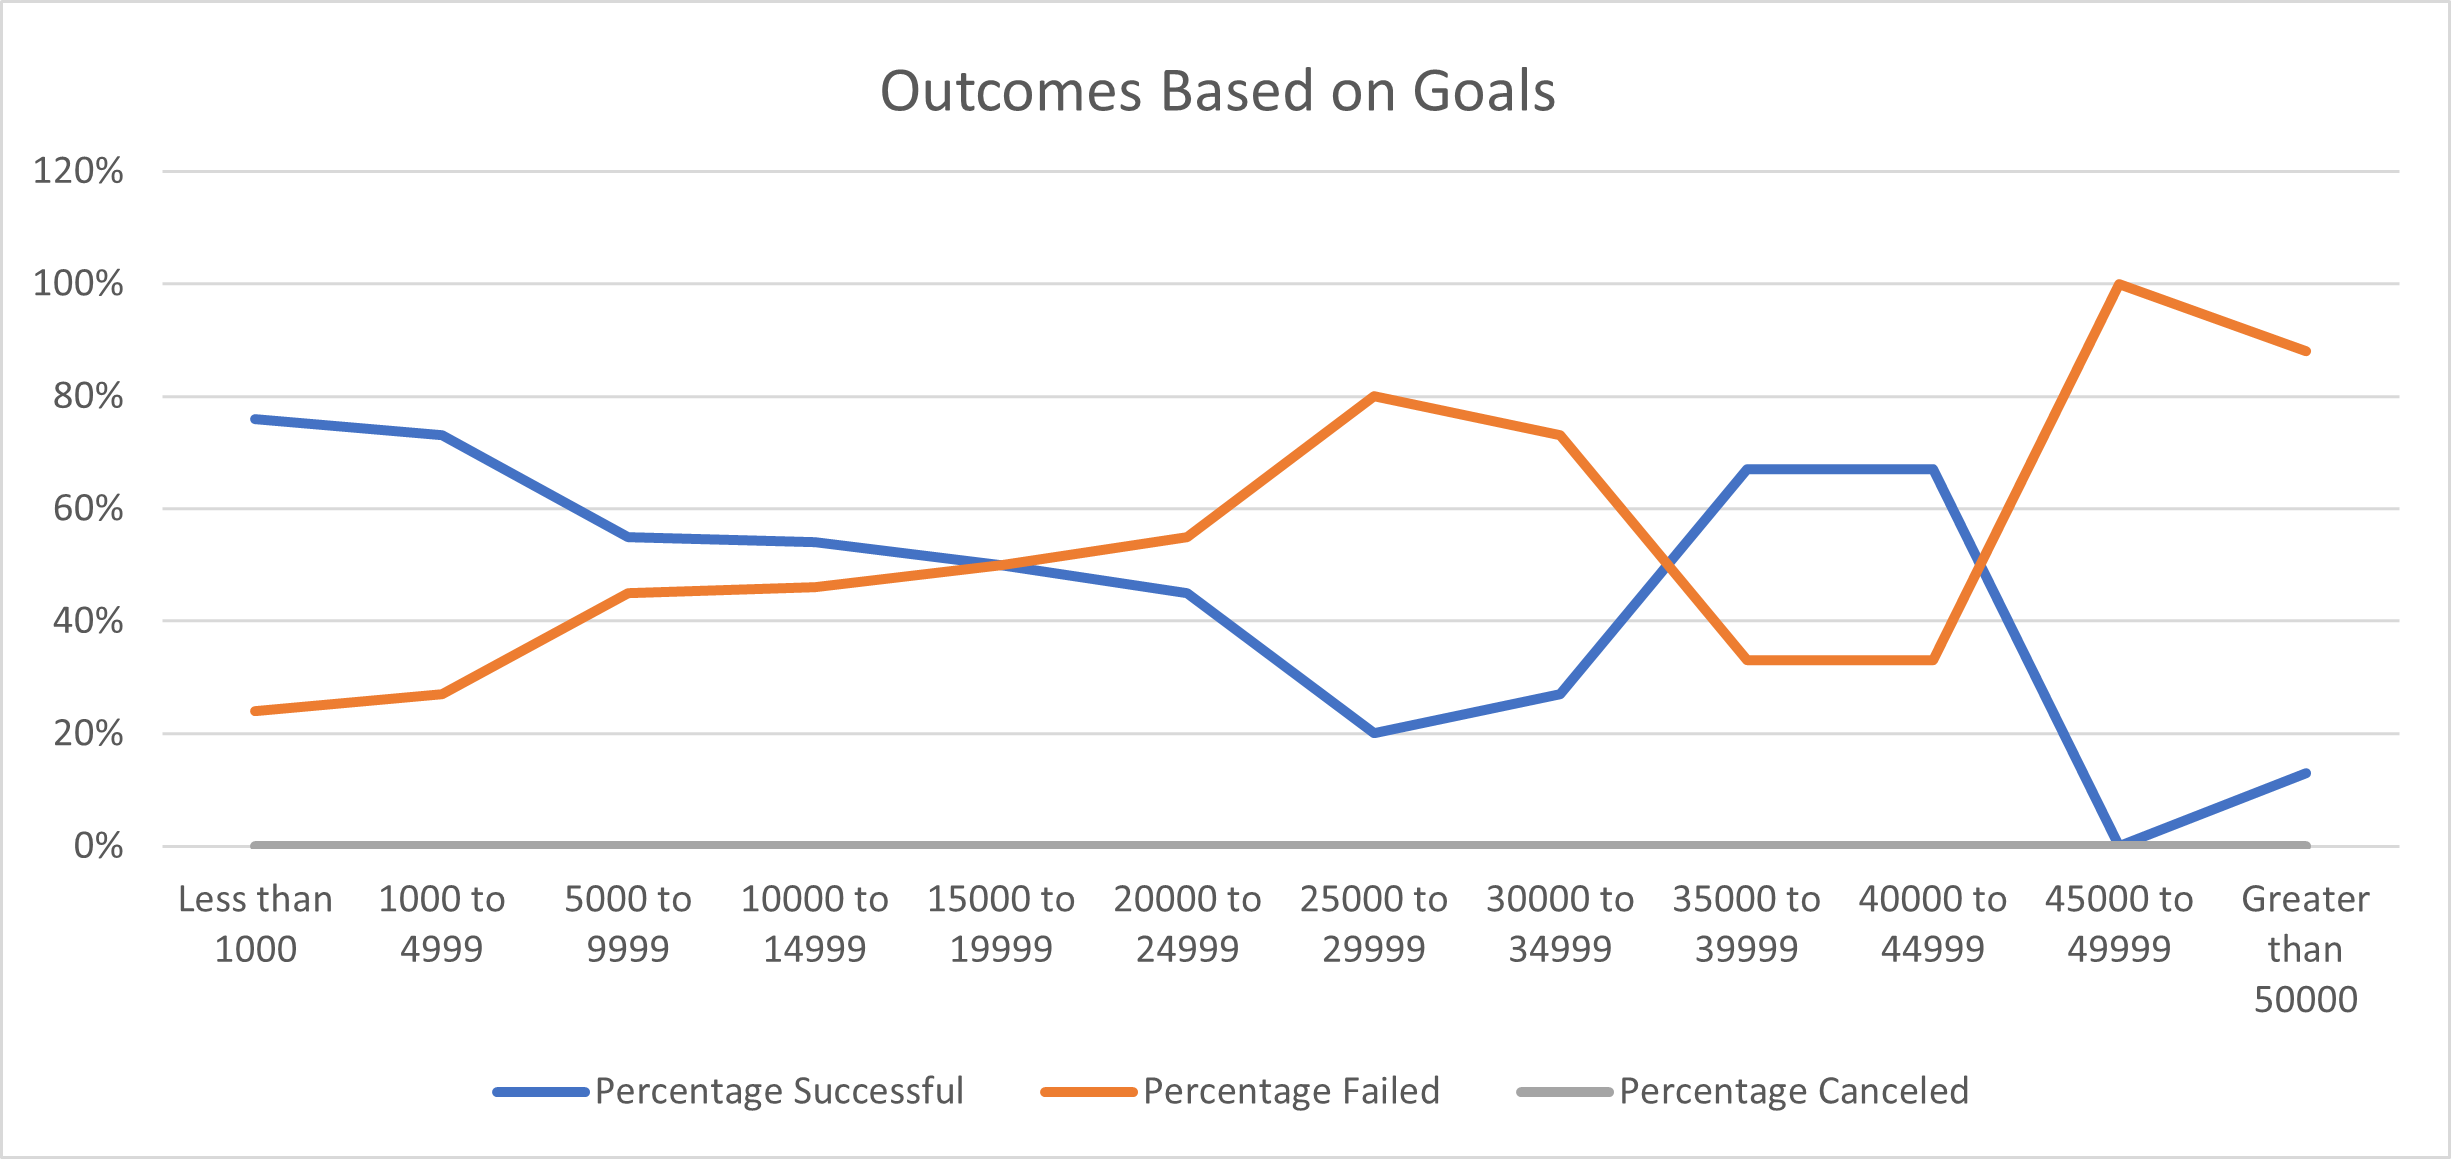 Outcomes Based on Goals
120%
100%
80%
60%
40%
20%
0%
Less than 1000 to 5000 to 10000 to 15000 to 20000 to 25000 to 30000 to 35000 to 40000 to 45000 to Greater
1000 4999 9999 14999 19999 24999 29999 34999 39999 44999 49999 than
50000
Percentage Successful Percentage Failed Percentage Canceled